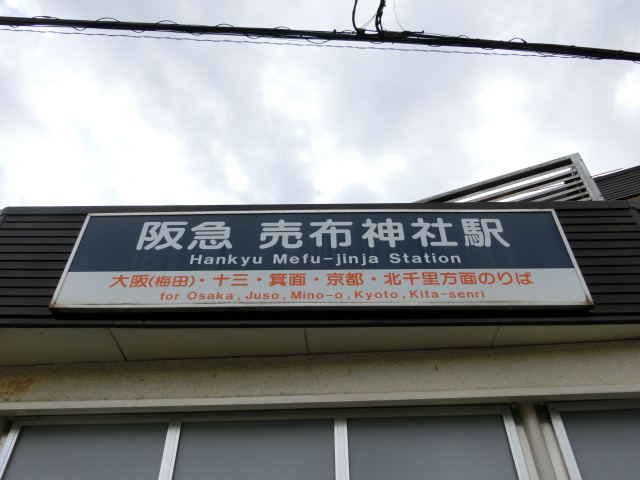 阪急 売布神社駅
Hankyu Mefu-jinja Station
大阪(梅田)・十三・箕面・京都・北千里方面のりば
for Osaka, Juso, Mino-o, Kyoto, Kita-senri